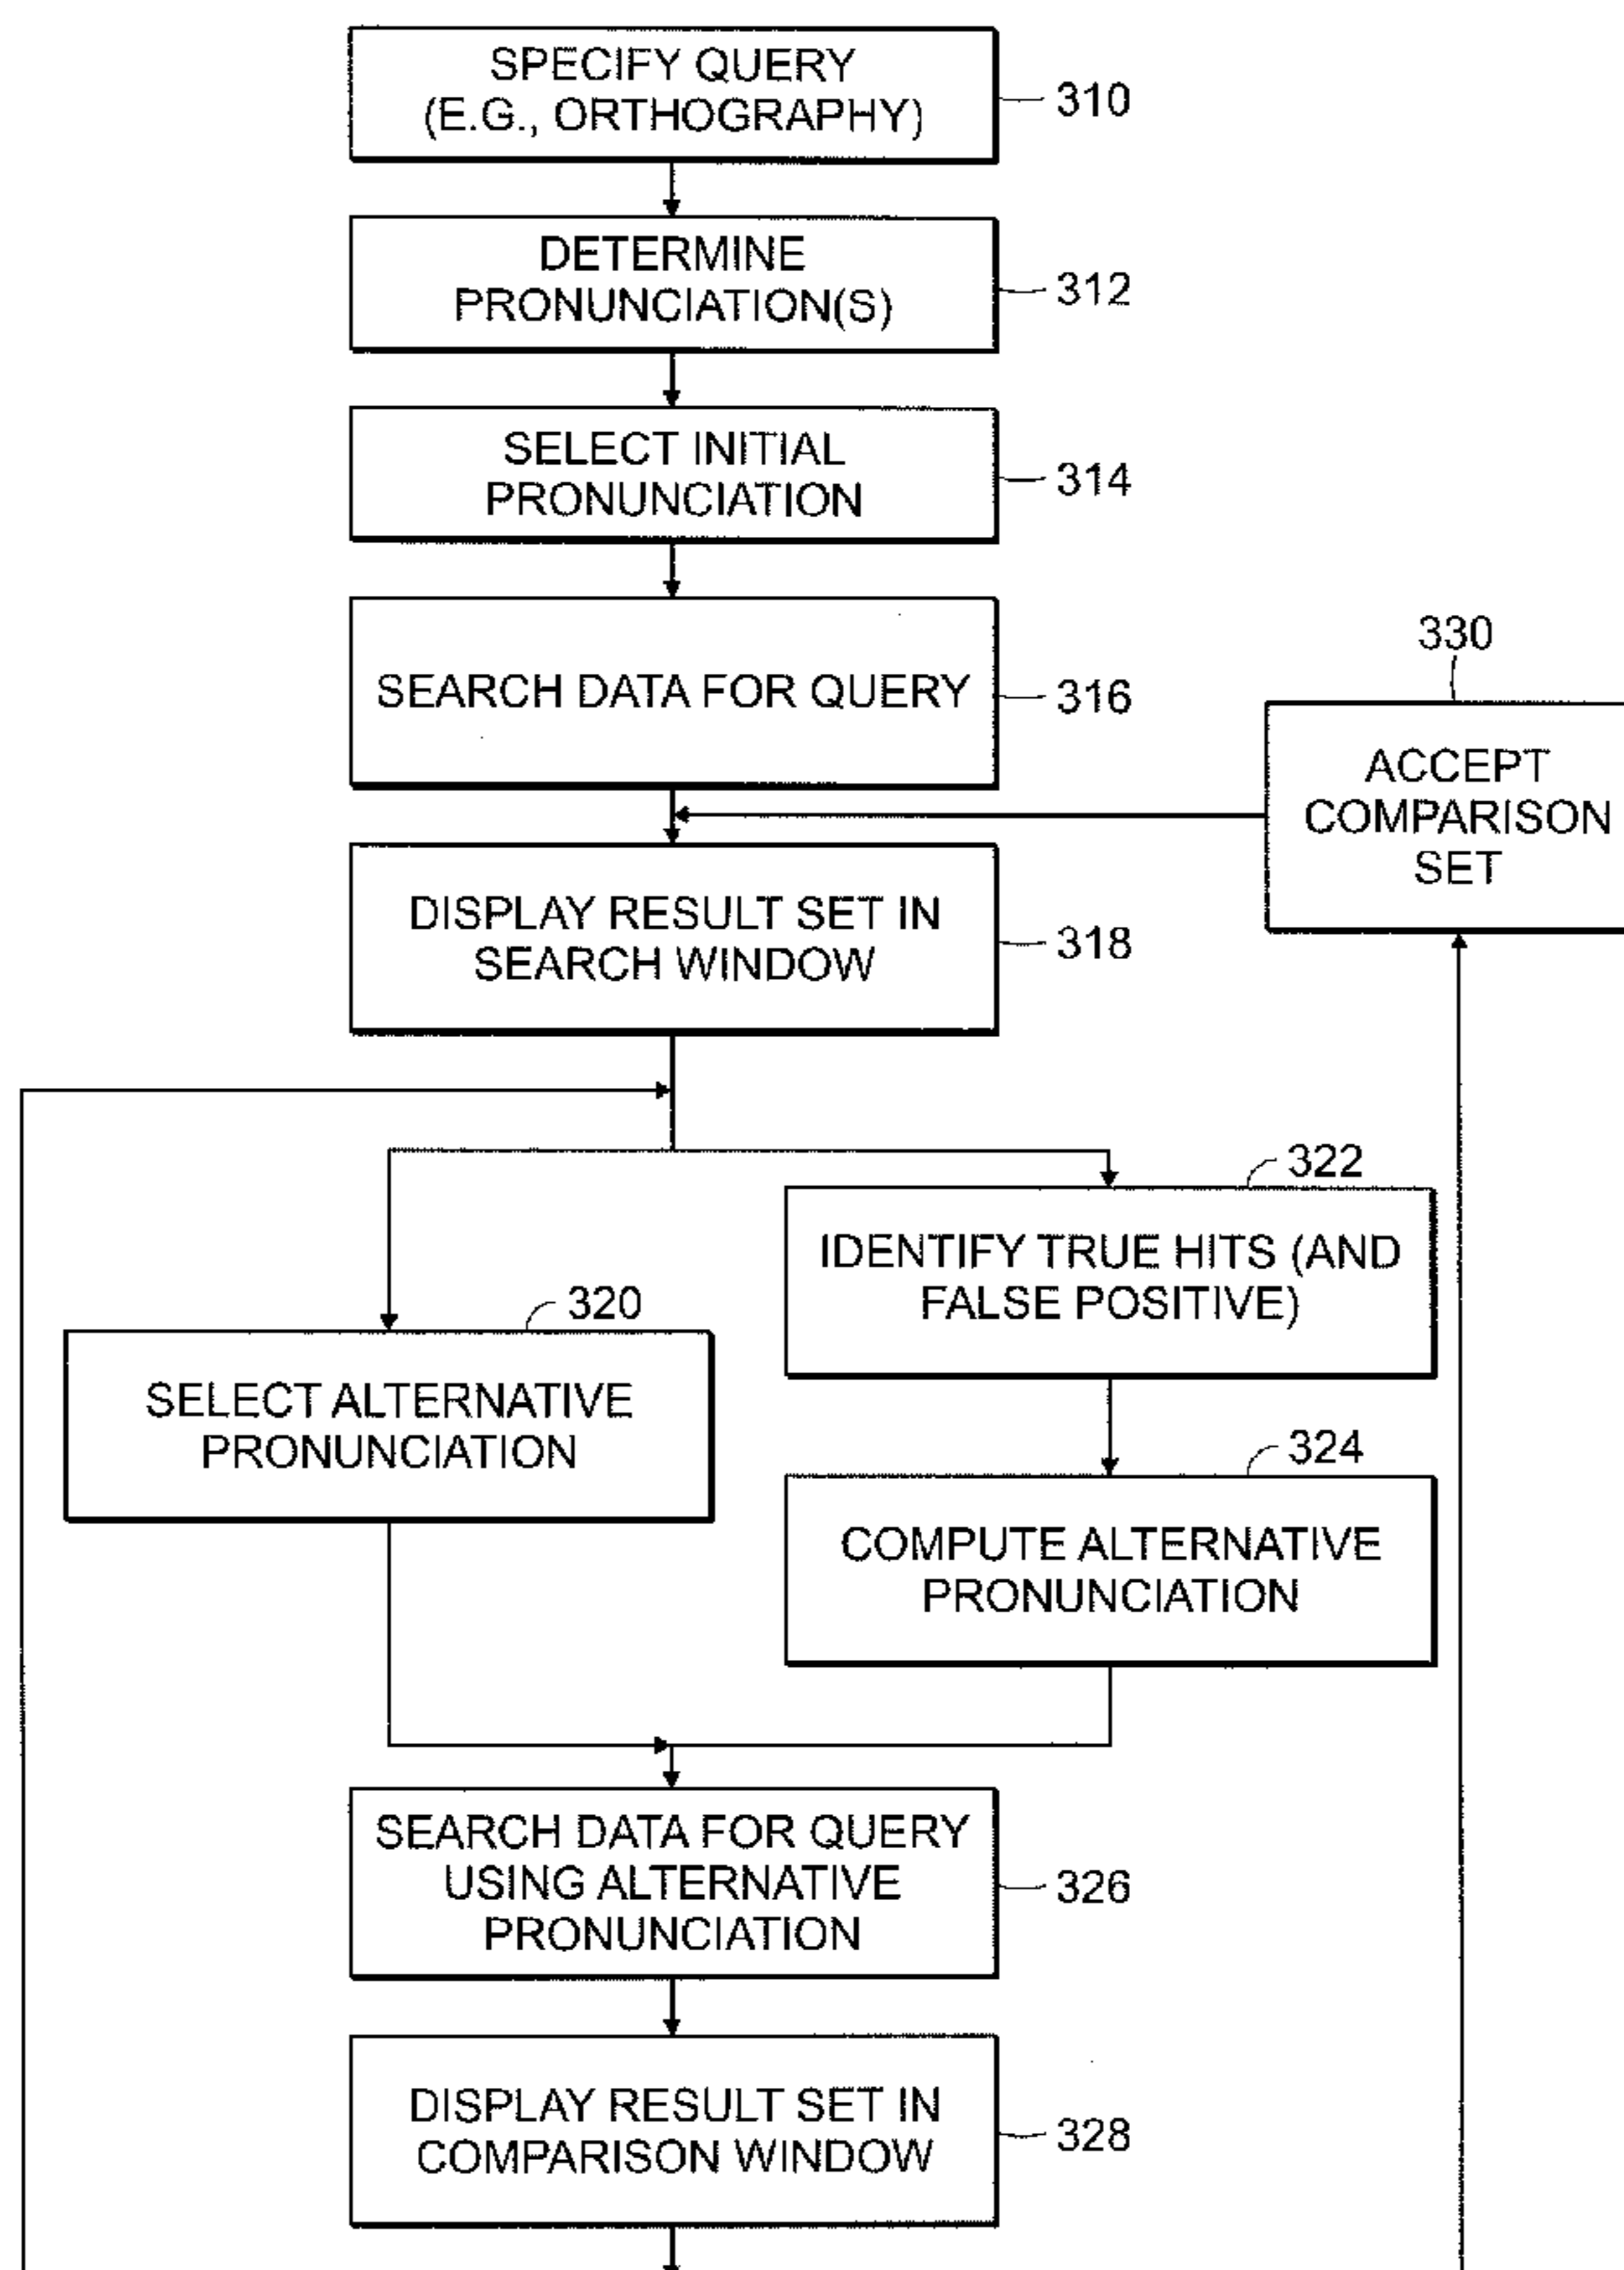 SPECIFY QUERY
(E.G., ORTHOGRAPHY)
310
DETERMINE
PRONUNCIATION(S)
312
SELECT INITIAL
PRONUNCIATION
314
SEARCH DATA FOR QUERY
316
330
ACCEPT
COMPARISON
SET
DISPLAY RESULT SET IN
SEARCH WINDOW
318
322
IDENTIFY TRUE HITS (AND
FALSE POSITIVE)
320
SELECT ALTERNATIVE
PRONUNCIATION
324
COMPUTE ALTERNATIVE
PRONUNCIATION
SEARCH DATA FOR QUERY
USING ALTERNATIVE
PRONUNCIATION
326
DISPLAY RESULT SET IN
COMPARISON WINDOW
328